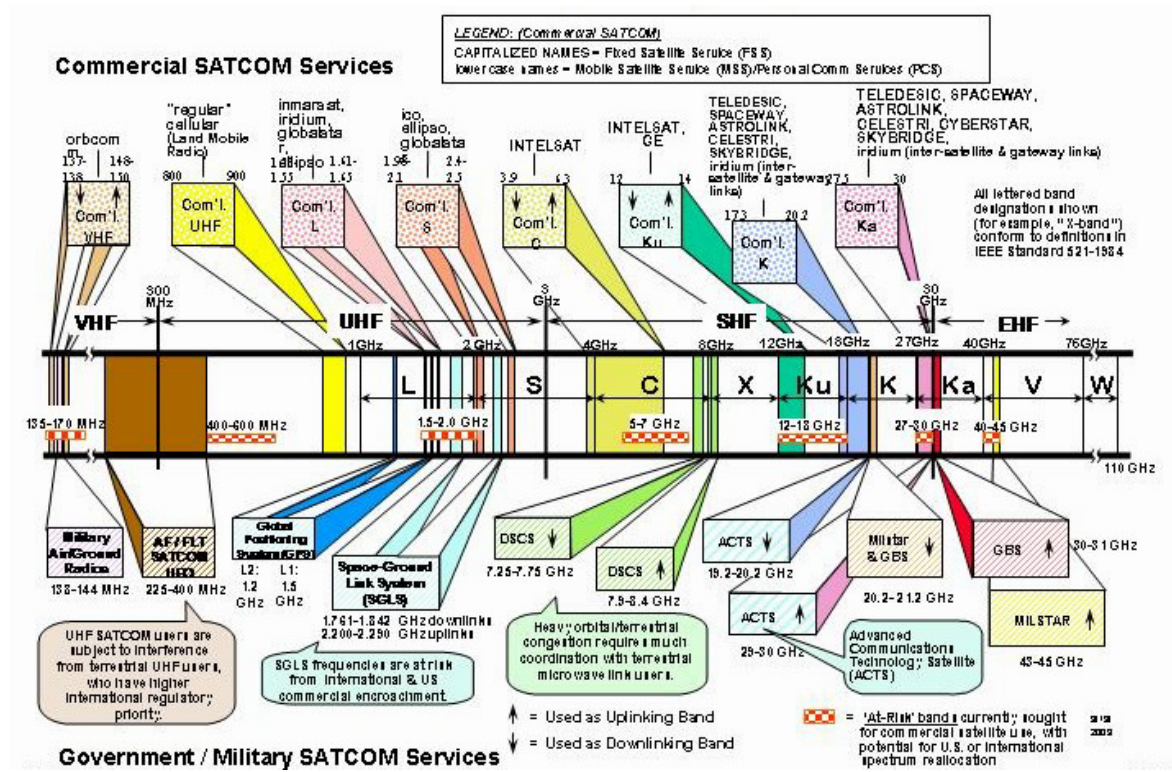 LEGEND: (Commercial SATCOM)
CAPITALIZED NAMES = Fixed Satellite Service (FSS)
lower case names = Mobile Satellite Service (MSS)/Personal Comm Services (PCS)
Commercial SATCOM Services
orbcom
m
137-
138
148-
150
"regular"
cellular
(Land Mobile
Radio)
800
900
inmarsat,
iridium,
globalsta
r,
ellipso
1.55
1.61-
1.65
ico,
ellipso,
globalsta
2.1
2.4-
2.5
INTELSAT
3.9
6.3
INTELSAT,
GE
12
14
TELEDESIC,
SPACEWAY,
ASTROLINK,
CELESTRI,
SKYBRIDGE,
iridium (inter-
satellite & gateway
links)
17.3
20.2
TELEDESIC, SPACEWAY,
ASTROLINK,
CELESTRI, CYBERSTAR,
SKYBRIDGE,
iridium (inter-satellite & gateway links)
27.5
30
Com'l.
VHF
Com'l.
UHF
Com'l.
L
Com'l.
S
Com'l.
C
Com'l.
Ku
Com'l.
K
Com'l.
Ka
All lettered band
designations shown
(for example, "X-band")
conform to definitions in
IEEE Standard 521-1984
300
MHz
3
GHz
30
GHz
VHF
UHF
SHF
EHF
1GHz
2 GHz
4GHz
8GHz
12GHz
18GHz
27GHz
40GHz
75GHz
L
S
C
X
Ku
K
Ka
V
W
135-170 MHz
400-600 MHz
1.5-2.0 GHz
5-7 GHz
12-18 GHz
27-30 GHz
40-45 GHz
110 GHz
Military
Air/Ground
Radios
138-144 MHz
AF / FLT
SATCOM
225-400 MHz
Global
Positioning
System(GPS)
L2:
1.2
GHz
L1:
1.5
GHz
Space-Ground
Link System
(SGLS)
1.761-1.842 GHz downlinks
2.200-2.290 GHz uplinks
DSCS ↓
7.25-7.75 GHz
DSCS ↑
7.9-8.4 GHz
ACTS ↓
19.2-20.2 GHz
ACTS ↑
29-30 GHz
Milstar
& GBS ↓
20.2-21.2 GHz
GBS ↑
30-31 GHz
MILSTAR ↑
43-45 GHz
UHF SATCOM users are
subject to interference
from terrestrial UHF users,
who have higher
international regulatory
priority.
SGLS frequencies are at risk
from International & US
commercial encroachment.
Heavy orbital/terrestrial
congestion require much
coordination with terrestrial
microwave link users.
Advanced
Communications
Technology Satellite
(ACTS)
↑ = Used as Uplinking Band
↓ = Used as Downlinking Band
= 'At-Risk' bands currently sought
for commercial satellite use, with
potential for U.S. or International
spectrum reallocation
Government / Military SATCOM Services